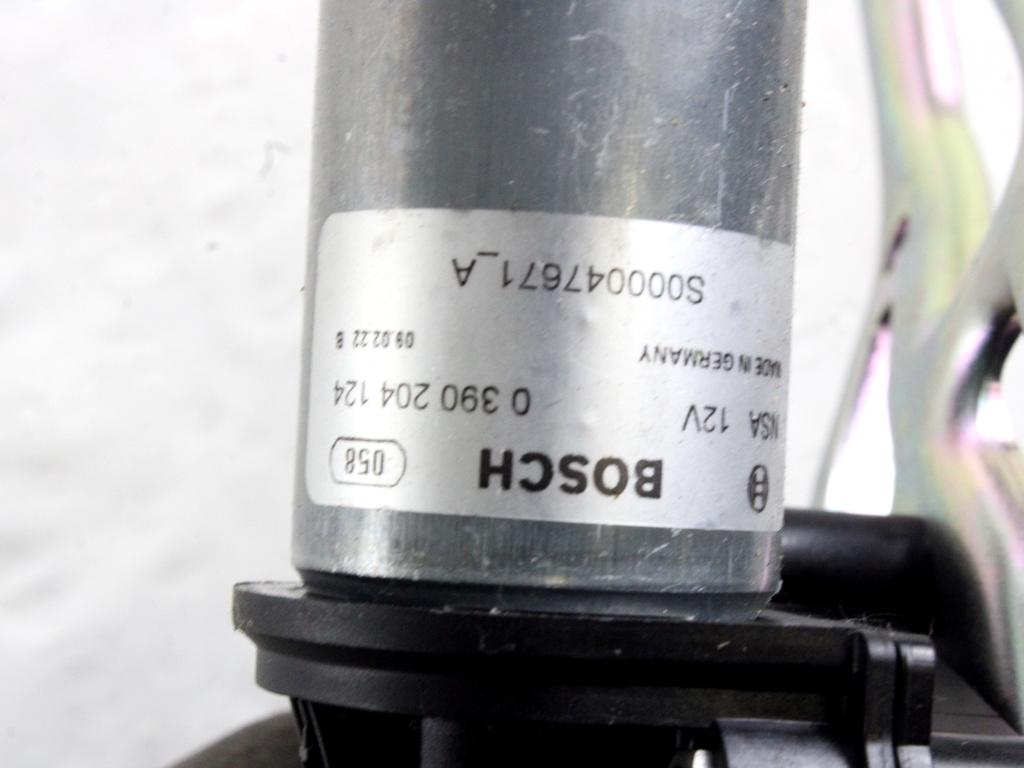 BOSCH 058
NSA 12V 0 390 204 124
MADE IN GERMANY 09.02.22 B
S000047671_A